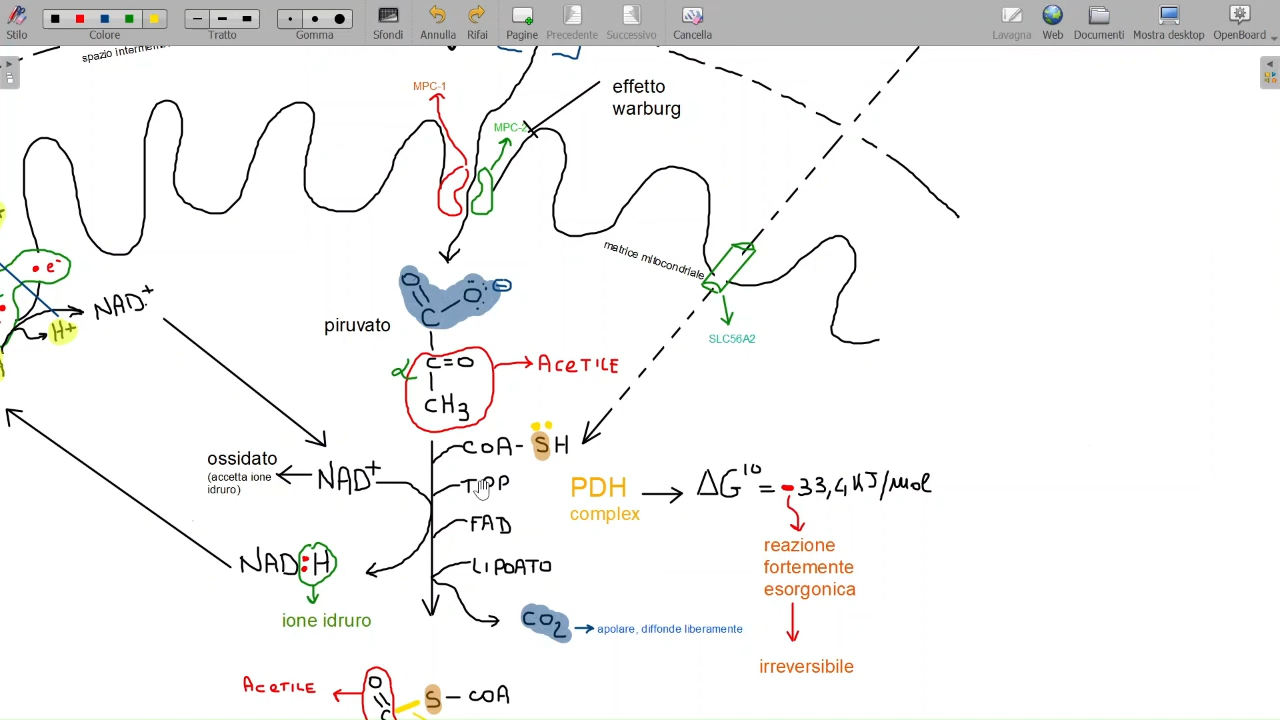 Stilo
Colore
Tratto
Gomma
Sfondi
Annulla
Rifai
Pagine
Precedente
Successivo
Cancella
Lavagna
Web
Documenti
Mostra desktop
OpenBoard
MPC-1
MPC-2
effetto
warburg
matrice mitocondriale
SLC56A2
e-
NAD:+
H+
O
O
C
piruvato
α
C=O
CH3
ACETILE
COA-SH
ossidato
(accetta ione
idruro)
NAD+
TPP
FAD
LIPOATO
PDH
complex
ΔG'° = -33,4 KJ/mol
reazione
fortemente
esorgonica
irreversibile
NAD:H
ione idruro
CO2
apolare, diffonde liberamente
ACETILE
O
C
S - COA